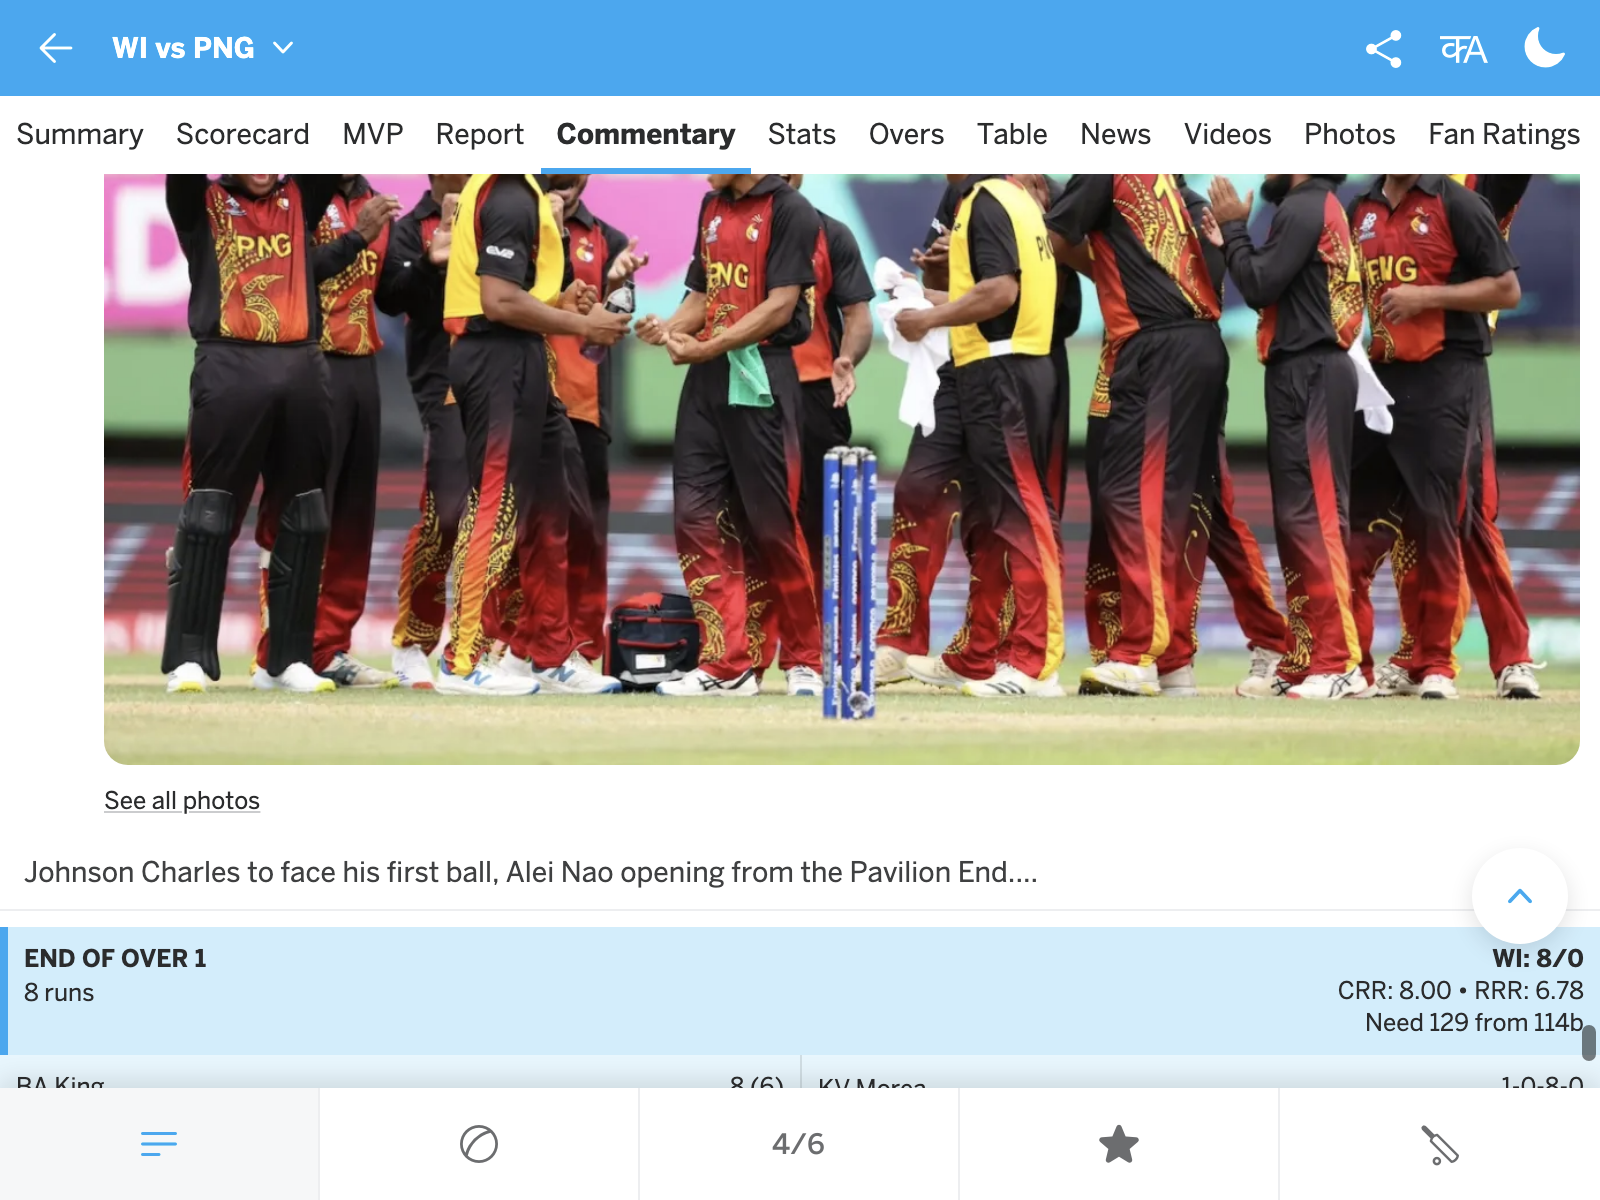 WI vs PNG
Summary Scorecard MVP Report Commentary Stats Overs Table News Videos Photos Fan Ratings
PNG
PNG
PNG
See all photos
Johnson Charles to face his first ball, Alei Nao opening from the Pavilion End....
END OF OVER 1
WI: 8/0
8 runs
CRR: 8.00 • RRR: 6.78
Need 129 from 114b
BA King 8 (6) KV Morea 1-0-8-0
4/6